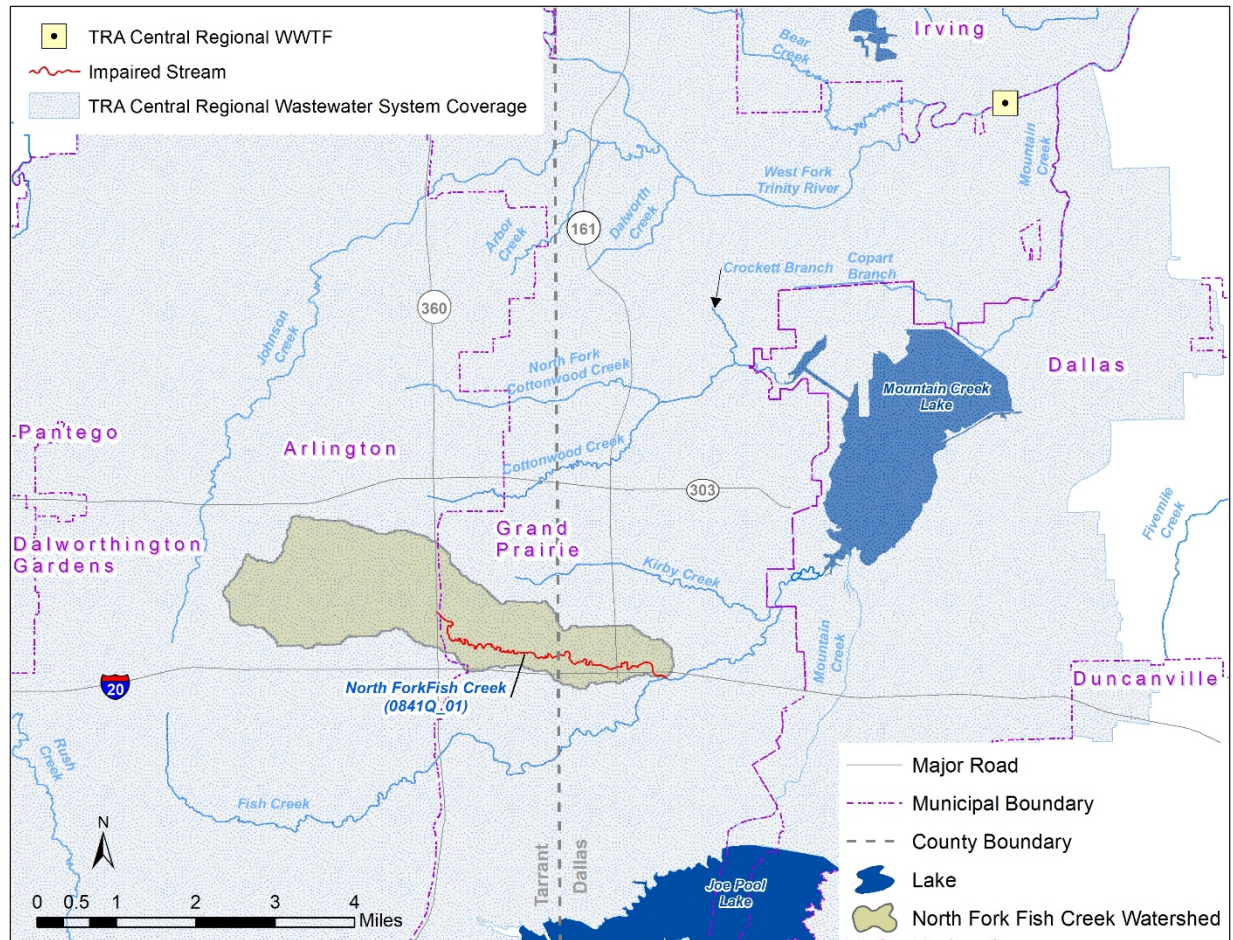 TRA Central Regional WWTF
Impaired Stream
TRA Central Regional Wastewater System Coverage
Irving
Bear
Creek
Mountain
Creek
West Fork
Trinity River
Arbor
Creek
161
Dalworth
Creek
Crockett Branch
Copart
Branch
360
Johnson
Creek
North Fork
Cottonwood Creek
Mountain Creek
Lake
Dallas
Pantego
Arlington
Cottonwood Creek
303
Grand
Prairie
Dalworthington
Gardens
Fivemile
Creek
Kirby Creek
Mountain
Creek
20
North ForkFish Creek
(0841Q_01)
Duncanville
Rush
Creek
Fish Creek
N
Tarrant
Dallas
Joe Pool
Lake
0 0.5 1 2 3 4
Miles
Major Road
Municipal Boundary
County Boundary
Lake
North Fork Fish Creek Watershed